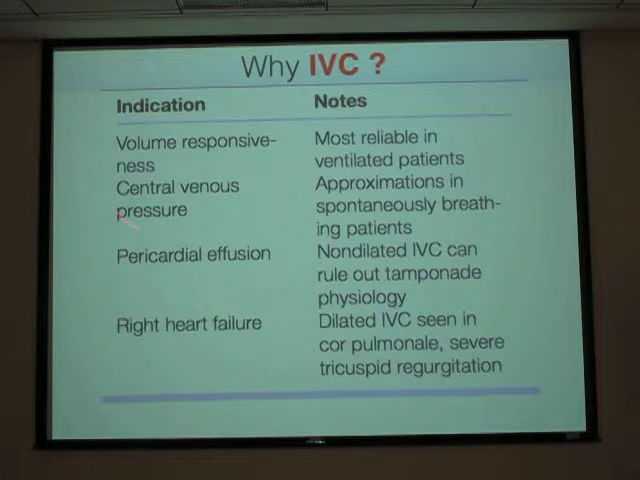 Why IVC ?
Indication Notes
Volume responsive- Most reliable in
ness ventilated patients
Central venous Approximations in
pressure spontaneously breath-
ing patients
Pericardial effusion Nondilated IVC can
rule out tamponade
physiology
Right heart failure Dilated IVC seen in
cor pulmonale, severe
tricuspid regurgitation